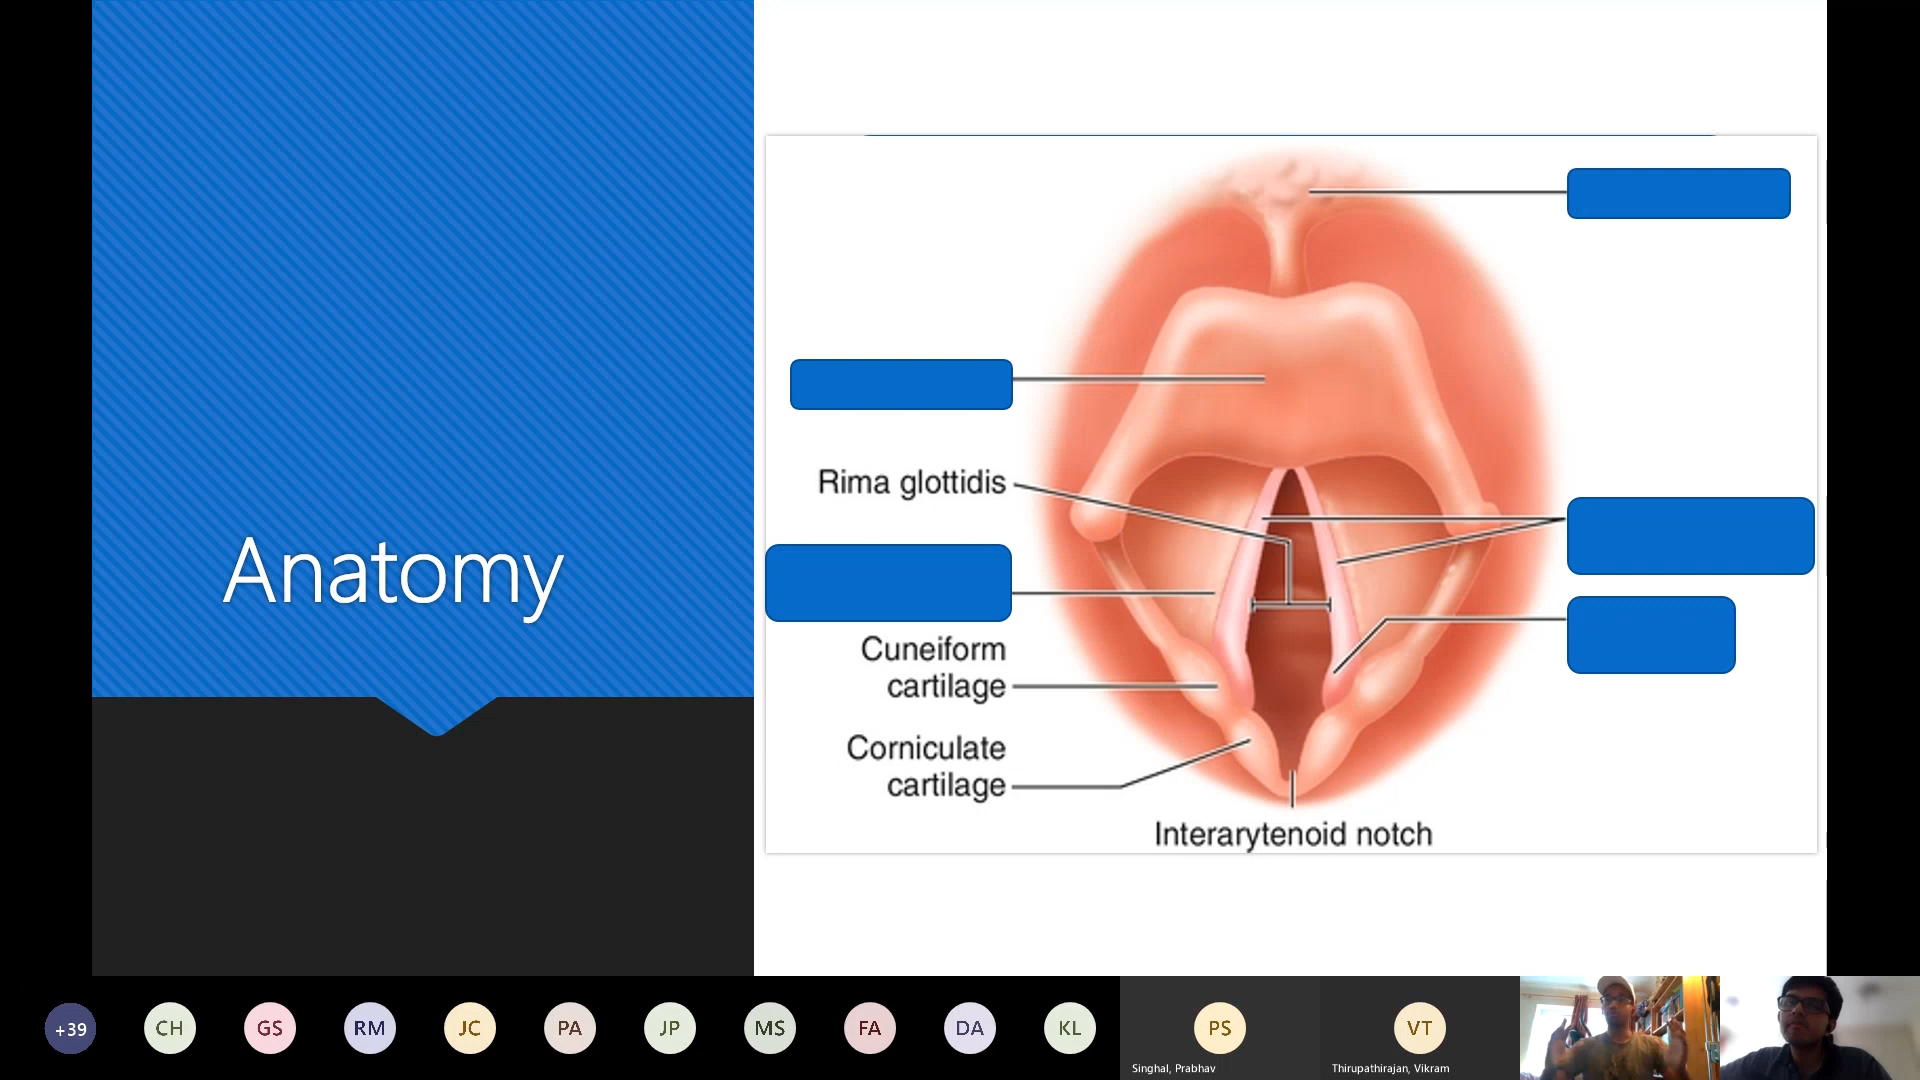 Anatomy
Rima glottidis
Cuneiform
cartilage
Corniculate
cartilage
Interarytenoid notch
+39
CH
GS
RM
JC
PA
JP
MS
FA
DA
KL
PS
VT
Singhal, Prabhav
Thirupathirajan, Vikram